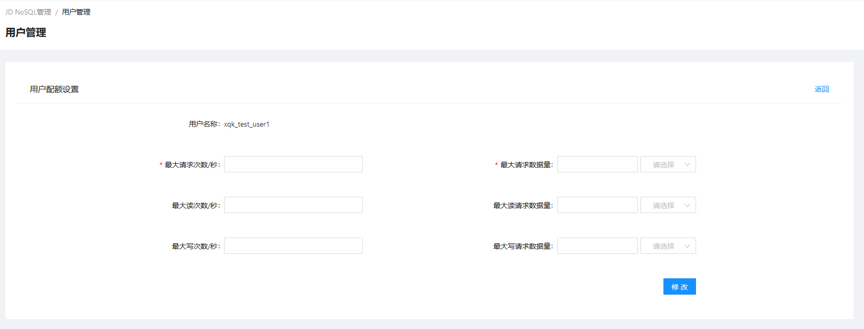 JD NoSQL管理 / 用户管理
用户管理
用户配额设置 返回
用户名称: xqk_test_user1
* 最大请求次数/秒: * 最大请求数据量: 请选择
最大读次数/秒: 最大读请求数据量: 请选择
最大写次数/秒: 最大写请求数据量: 请选择
修 改